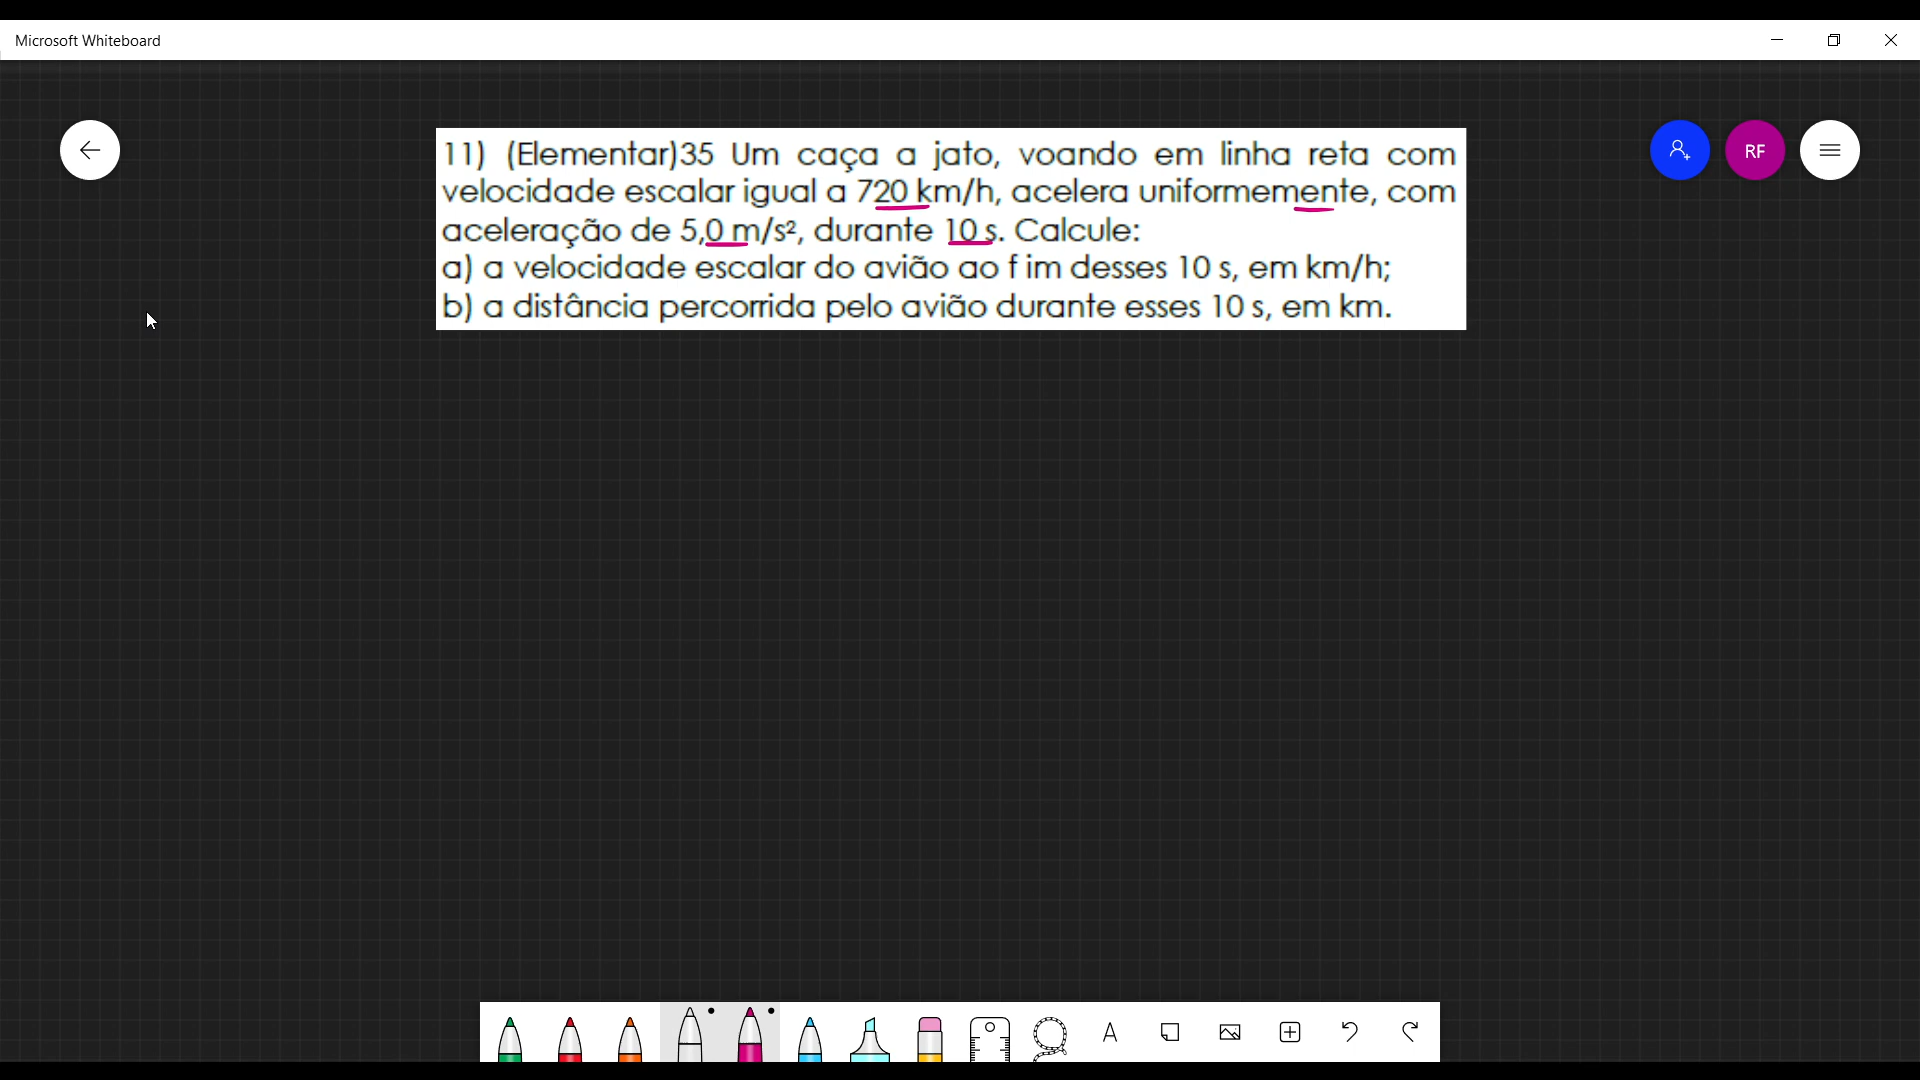 Microsoft Whiteboard
RF
11) (Elementar)35 Um caça a jato, voando em linha reta com
velocidade escalar igual a 720 km/h, acelera uniformemente, com
aceleração de 5,0 m/s², durante 10 s. Calcule:
a) a velocidade escalar do avião ao f im desses 10 s, em km/h;
b) a distância percorrida pelo avião durante esses 10 s, em km.
A